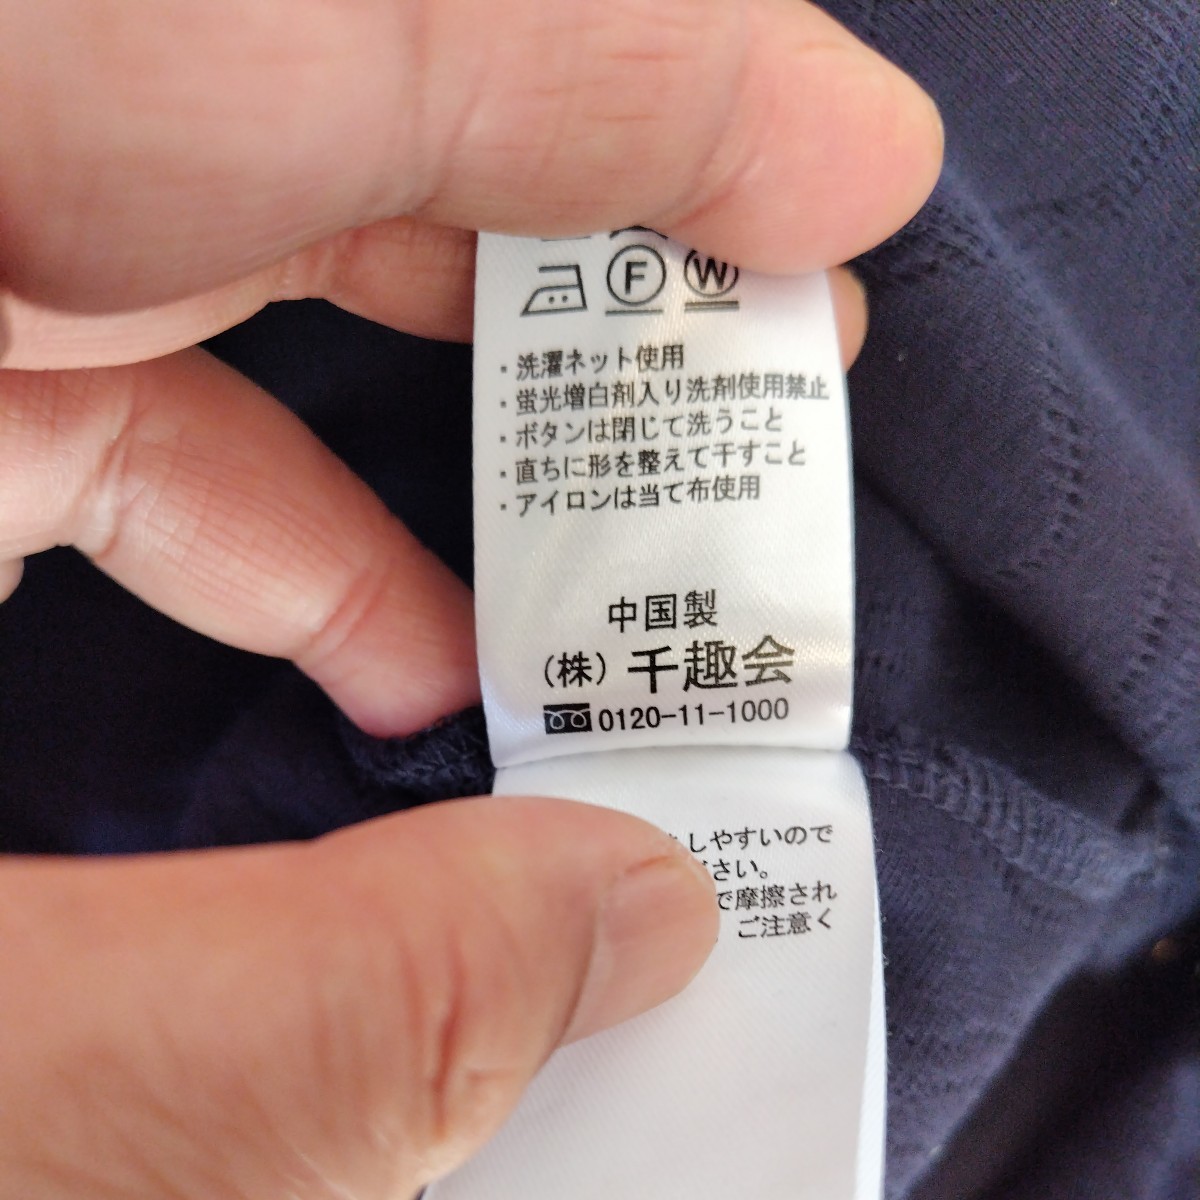 F W
・洗濯ネット使用
・蛍光増白剤入り洗剤使用禁止
・ボタンは閉じて洗うこと
・直ちに形を整えて干すこと
・アイロンは当て布使用
中国製
(株) 千趣会
0120-11-1000
しやすいので
さい。
で摩擦され
ご注意く